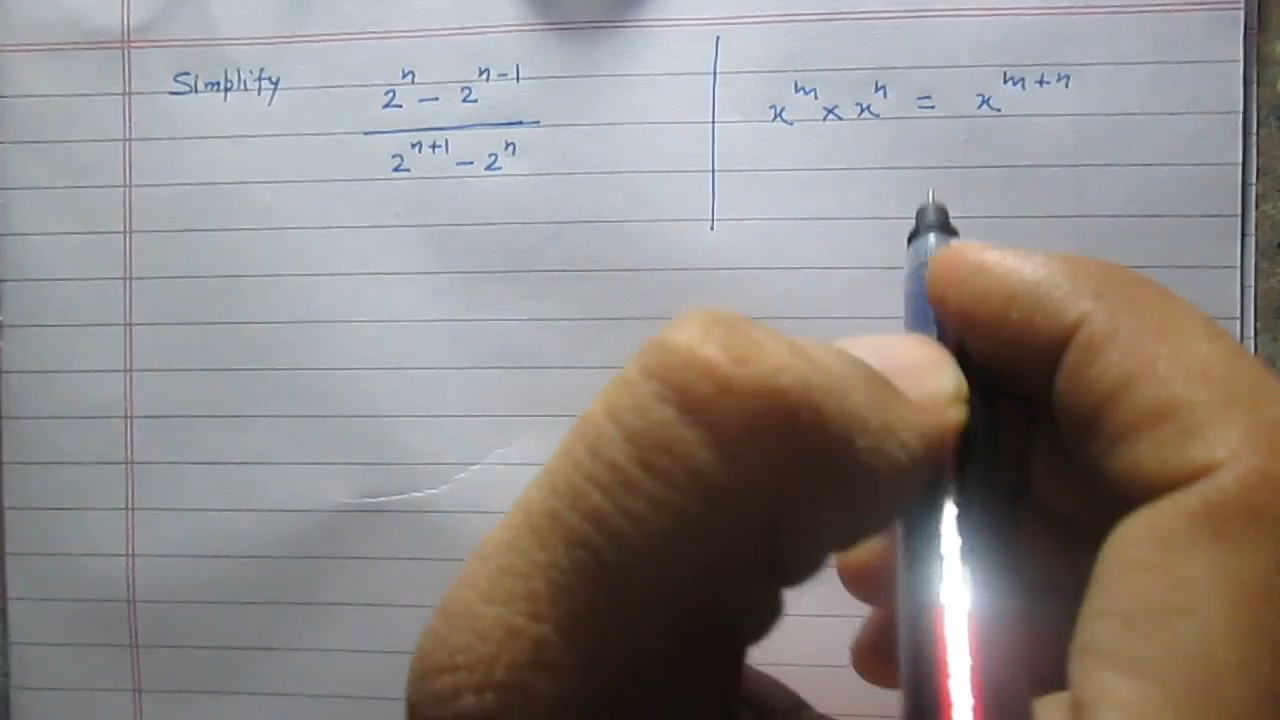 Simplify (2^n - 2^(n-1)) / (2^(n+1) - 2^n)
x^m × x^n = x^(m+n)